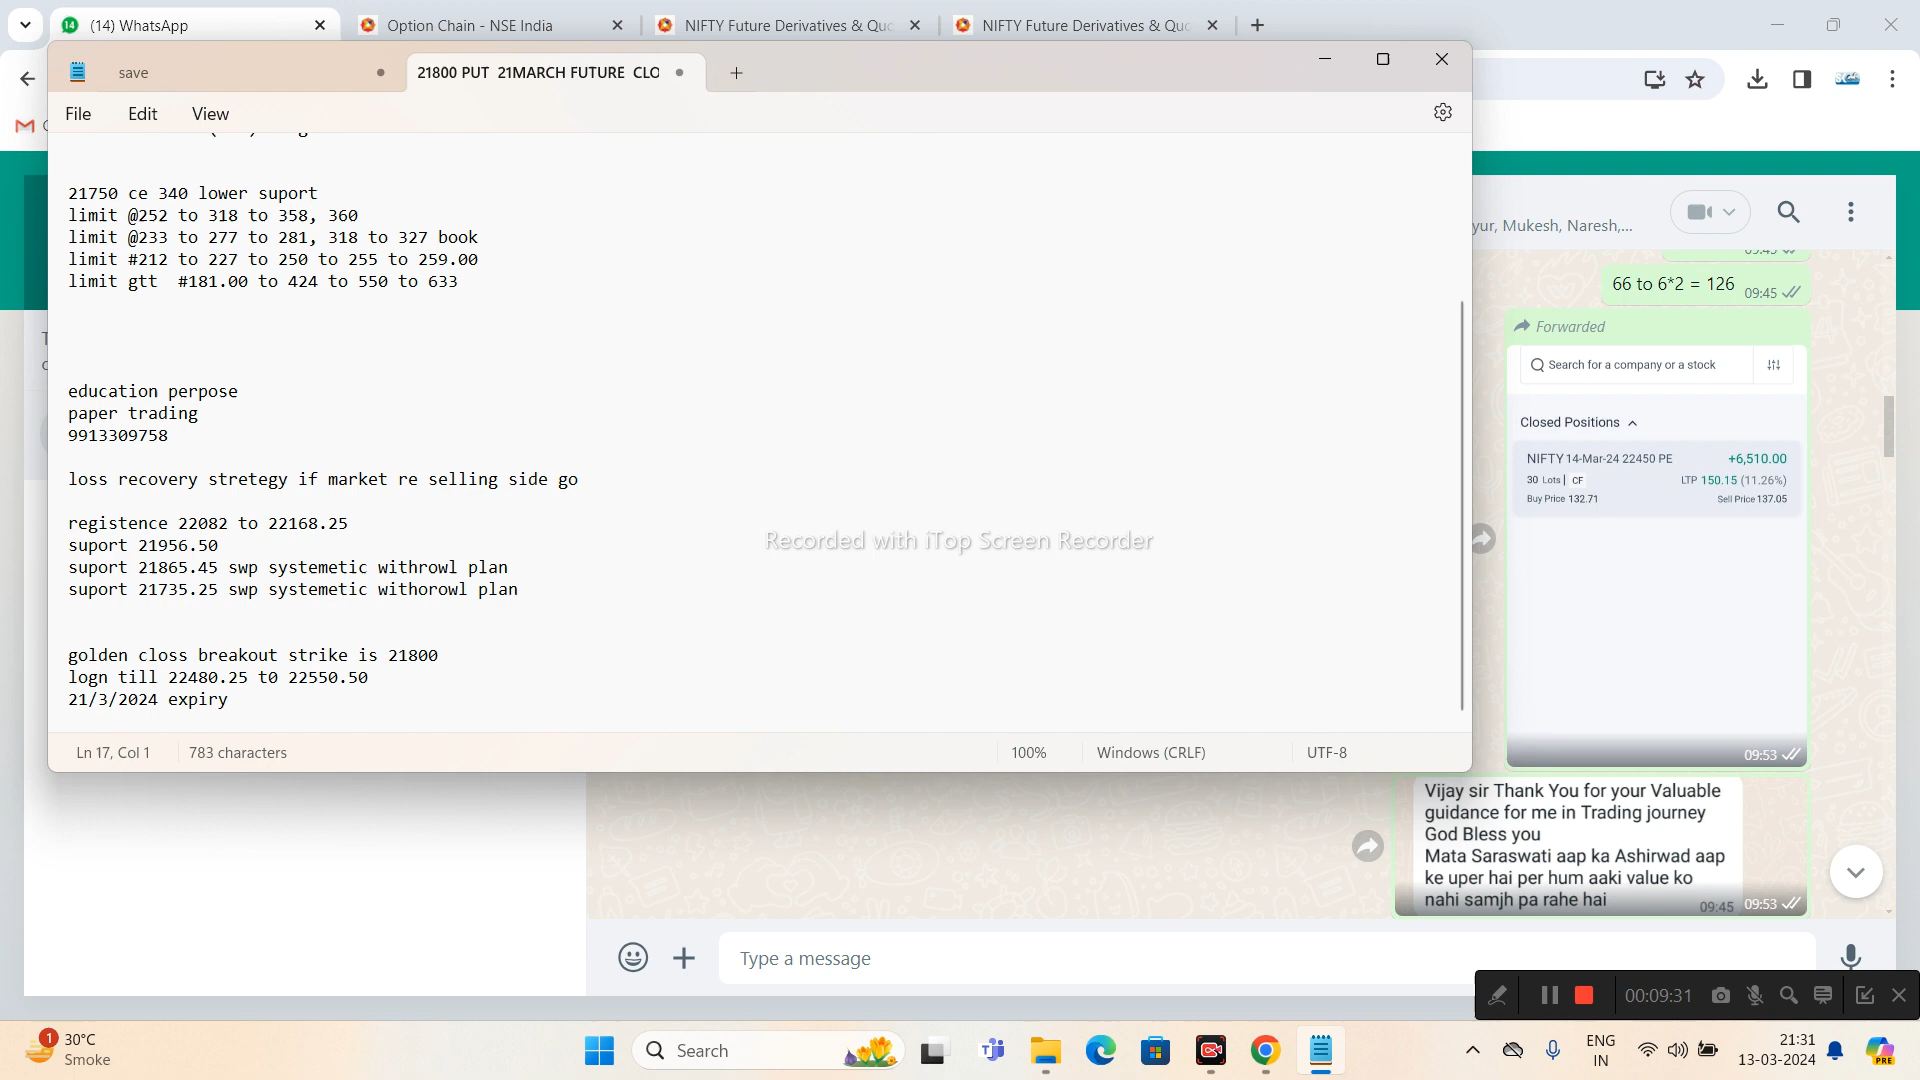 (14) WhatsApp
Option Chain - NSE India
NIFTY Future Derivatives & Quo
NIFTY Future Derivatives & Quo
save
21800 PUT  21MARCH FUTURE  CLO
File
Edit
View
21750 ce 340 lower suport
limit @252 to 318 to 358, 360
limit @233 to 277 to 281, 318 to 327 book
limit #212 to 227 to 250 to 255 to 259.00
limit gtt  #181.00 to 424 to 550 to 633
education perpose
paper trading
9913309758
loss recovery stretegy if market re selling side go
registence 22082 to 22168.25
suport 21956.50
suport 21865.45 swp systemetic withrowl plan
suport 21735.25 swp systemetic withorowl plan
golden closs breakout strike is 21800
logn till 22480.25 t0 22550.50
21/3/2024 expiry
Ln 17, Col 1
783 characters
100%
Windows (CRLF)
UTF-8
Recorded with iTop Screen Recorder
yur, Mukesh, Naresh,...
09:45
66 to 6*2 = 126
09:45
Forwarded
Search for a company or a stock
Closed Positions
NIFTY 14-Mar-24 22450 PE
+6,510.00
30 Lots | CF
LTP 150.15 (11.26%)
Buy Price 132.71
Sell Price 137.05
09:53
Vijay sir Thank You for your Valuable
guidance for me in Trading journey
God Bless you
Mata Saraswati aap ka Ashirwad aap
ke uper hai per hum aaki value ko
nahi samjh pa rahe hai
09:45
09:53
Type a message
00:09:31
1
30°C
Smoke
Search
ENG
IN
21:31
13-03-2024
PRE